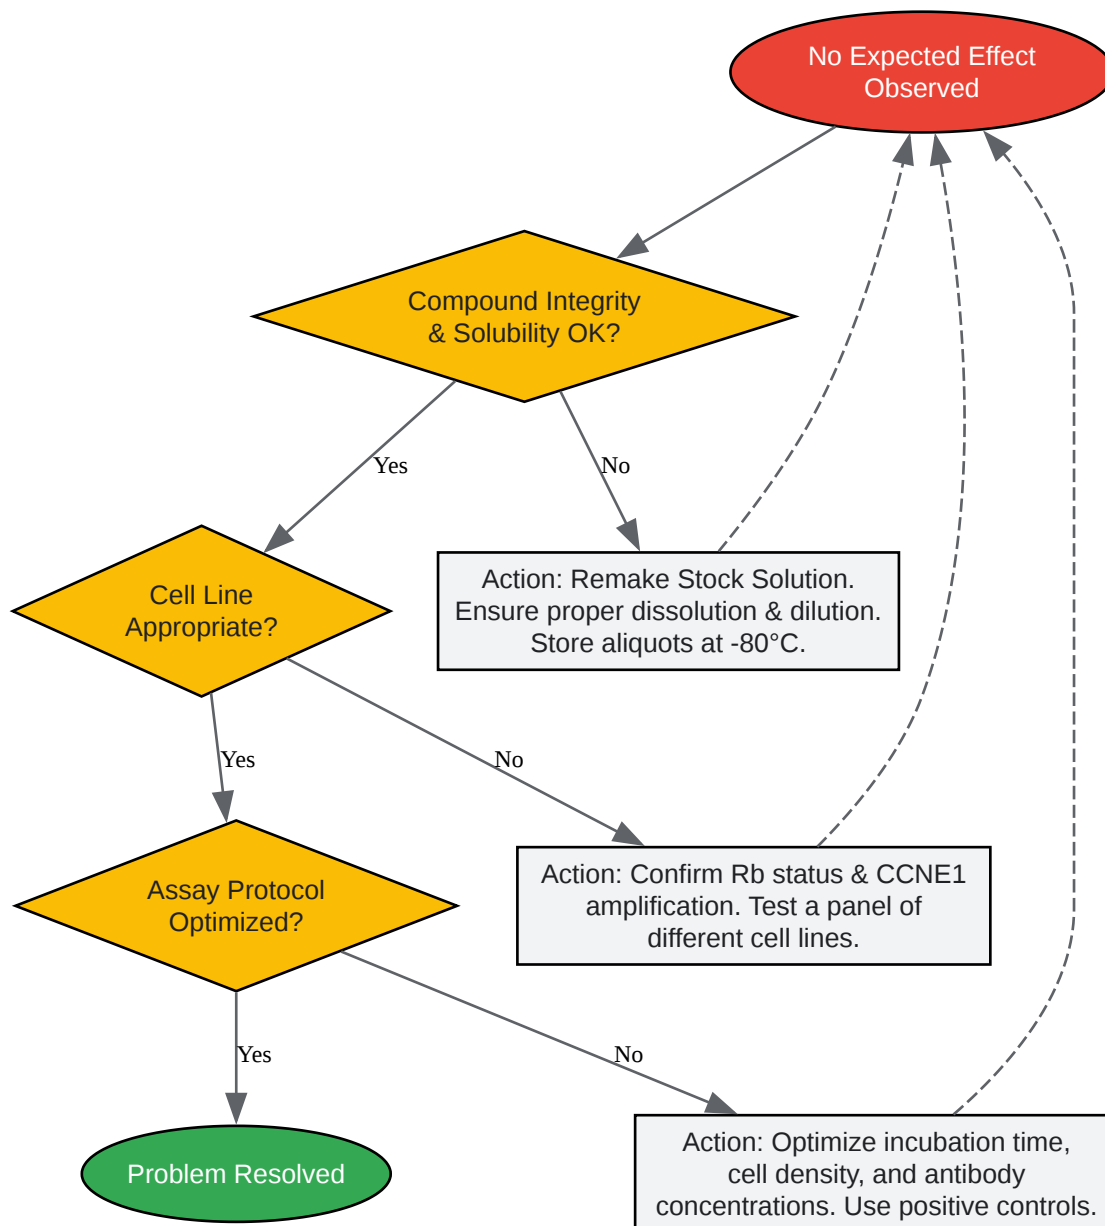 No Expected Effect
Observed
Compound Integrity
& Solubility OK?
Yes
No
Cell Line
Appropriate?
Action: Remake Stock Solution.
Ensure proper dissolution & dilution.
Store aliquots at -80°C.
Yes
No
Assay Protocol
Optimized?
Action: Confirm Rb status & CCNE1
amplification. Test a panel of
different cell lines.
Yes
No
Problem Resolved
Action: Optimize incubation time,
cell density, and antibody
concentrations. Use positive controls.